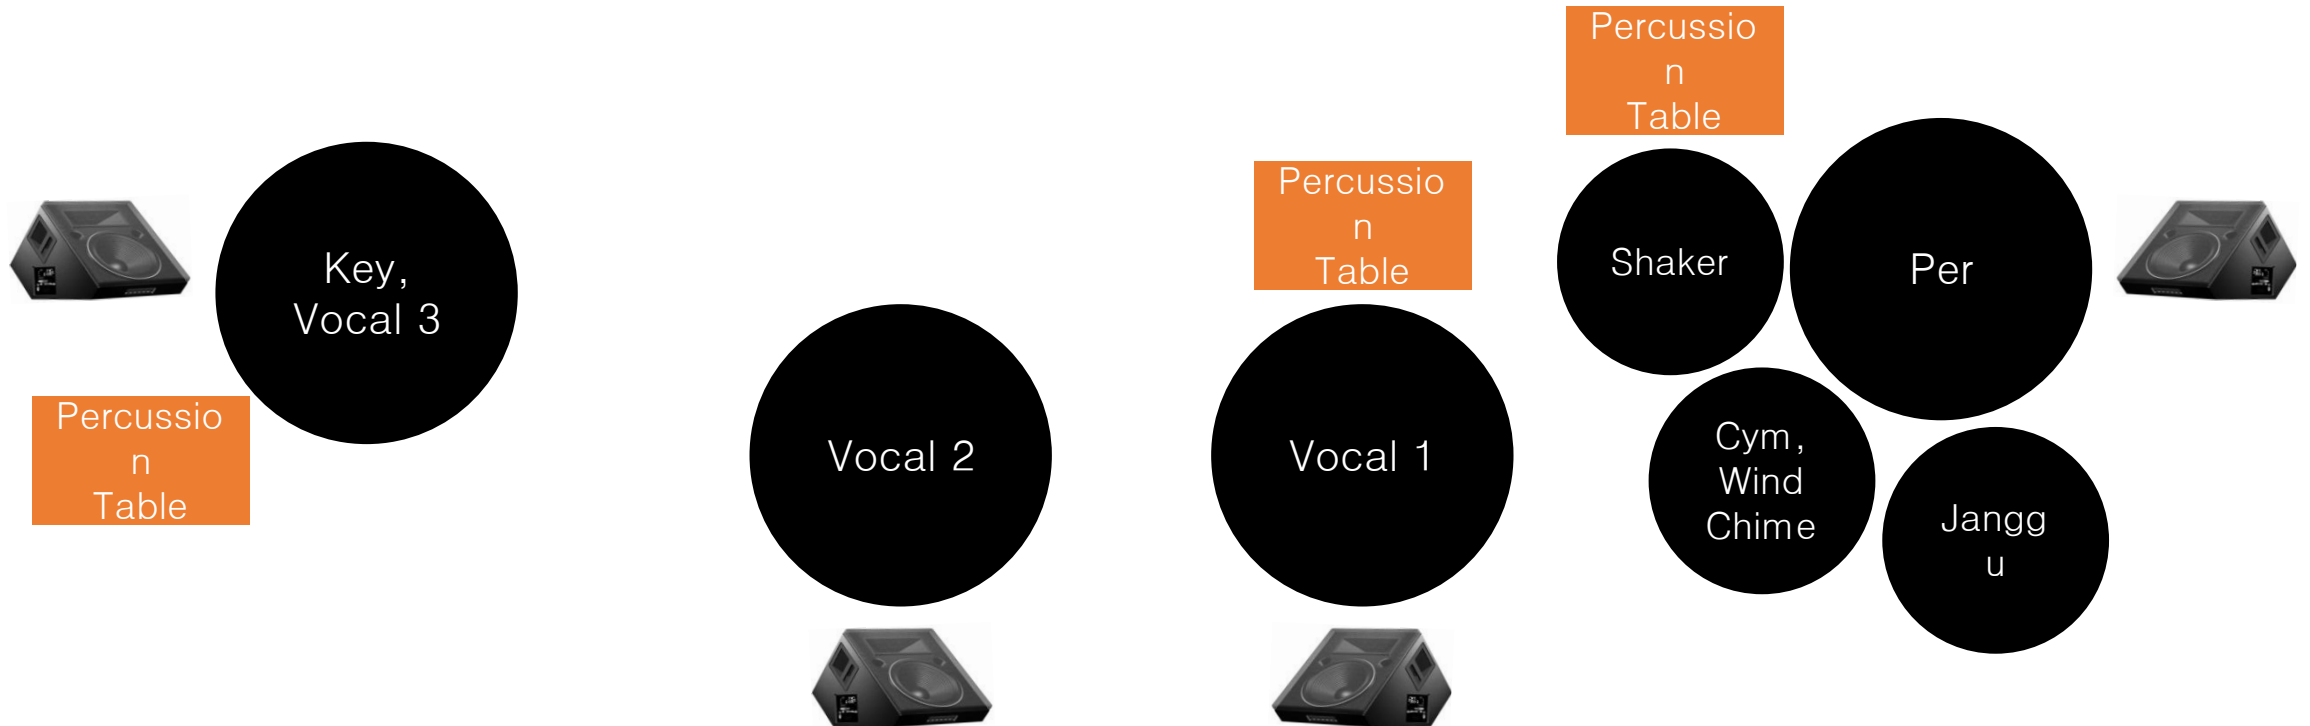 Percussio
n
Table
Percussio
n
Table
Shaker
Per
Key,
Vocal 3
Percussio
n
Table
Vocal 2
Vocal 1
Cym,
Wind
Chime
Jangg
u